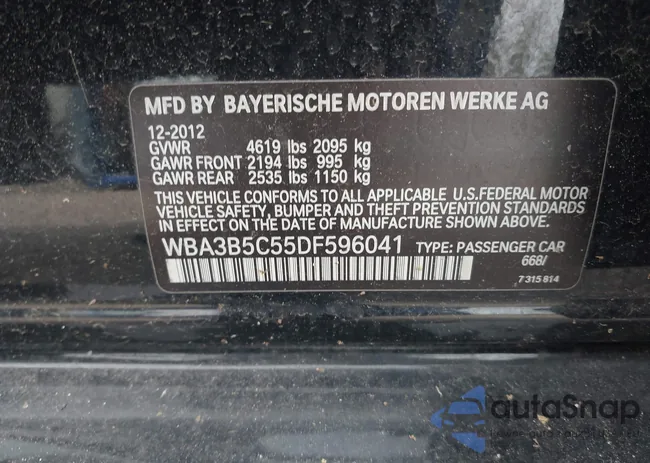 MFD BY BAYERISCHE MOTOREN WERKE AG
12-2012
GVWR 4619 lbs 2095 kg
GAWR FRONT 2194 lbs 995 kg
GAWR REAR 2535 lbs 1150 kg
THIS VEHICLE CONFORMS TO ALL APPLICABLE U.S.FEDERAL MOTOR
VEHICLE SAFETY, BUMPER AND THEFT PREVENTION STANDARDS
IN EFFECT ON THE DATE OF MANUFACTURE SHOWN ABOVE.
WBA3B5C55DF596041 TYPE: PASSENGER CAR
668/
7 315 814
autoSnap